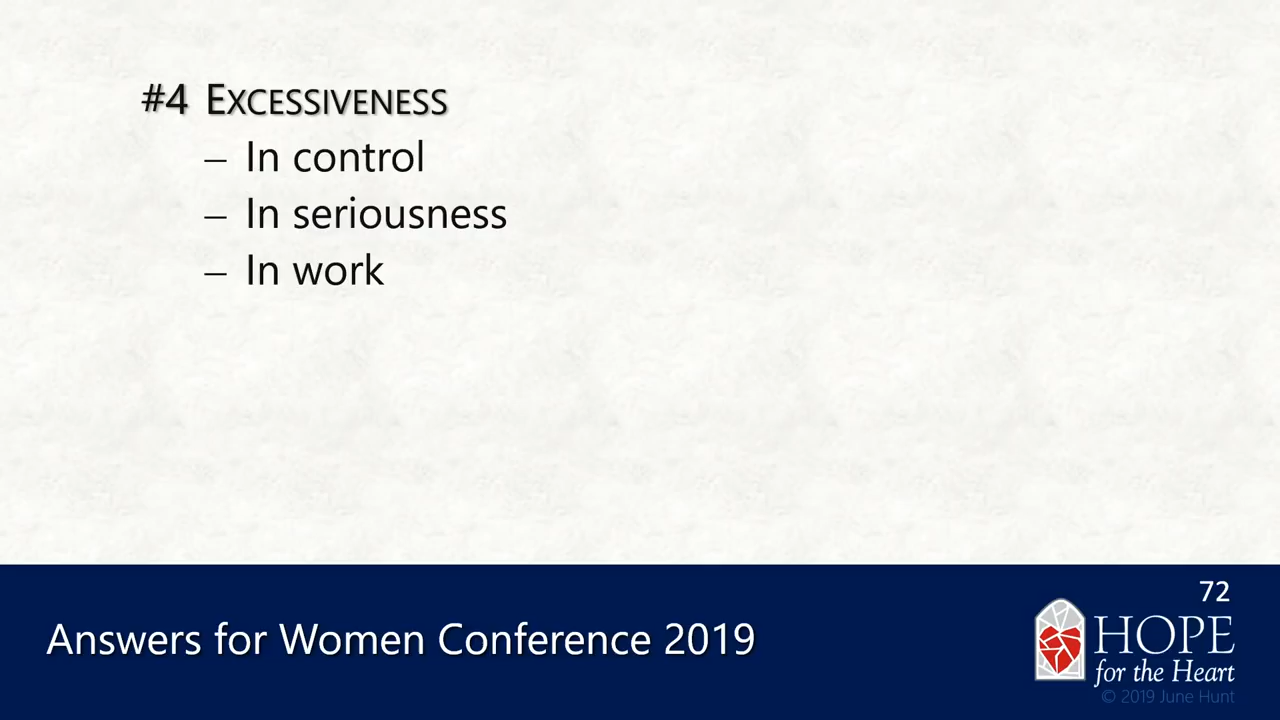 #4 EXCESSIVENESS
– In control
– In seriousness
– In work
72
Answers for Women Conference 2019
HOPE
for the Heart
© 2019 June Hunt